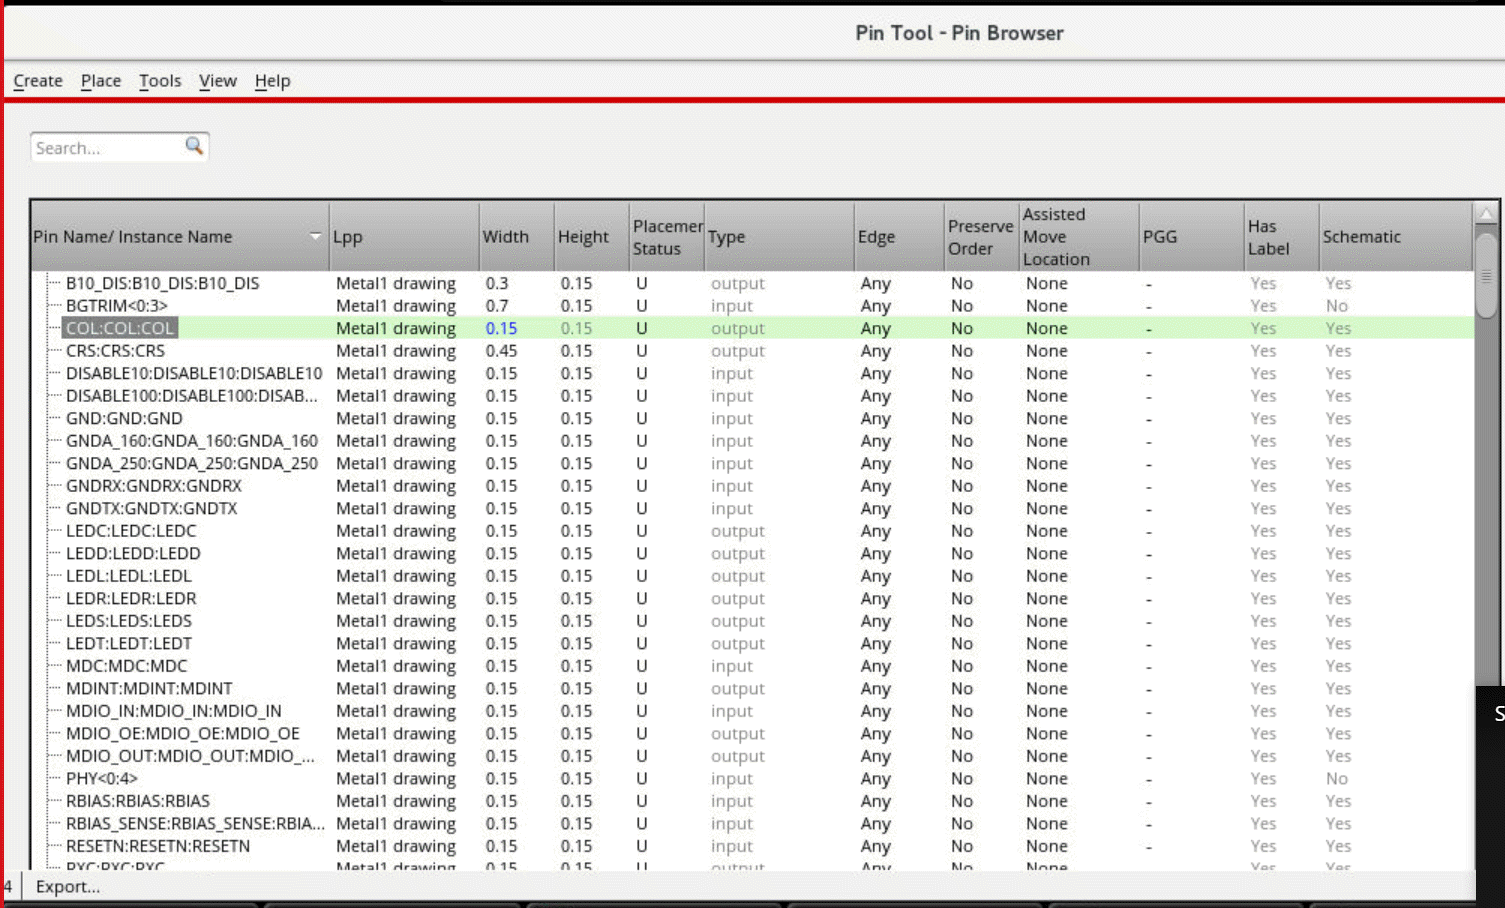 Pin Tool - Pin Browser
Create Place Tools View Help
Search...
Pin Name/ Instance Name Lpp Width Height Placemer Status Type Edge Preserve Order Assisted Move Location PGG Has Label Schematic
B10_DIS:B10_DIS:B10_DIS Metal1 drawing 0.3 0.15 U output Any No None - Yes Yes
BGTRIM<0:3> Metal1 drawing 0.7 0.15 U input Any No None - Yes No
COL:COL:COL Metal1 drawing 0.15 0.15 U output Any No None - Yes Yes
CRS:CRS:CRS Metal1 drawing 0.45 0.15 U output Any No None - Yes Yes
DISABLE10:DISABLE10:DISABLE10 Metal1 drawing 0.15 0.15 U input Any No None - Yes Yes
DISABLE100:DISABLE100:DISAB... Metal1 drawing 0.15 0.15 U input Any No None - Yes Yes
GND:GND:GND Metal1 drawing 0.15 0.15 U input Any No None - Yes Yes
GNDA_160:GNDA_160:GNDA_160 Metal1 drawing 0.15 0.15 U input Any No None - Yes Yes
GNDA_250:GNDA_250:GNDA_250 Metal1 drawing 0.15 0.15 U input Any No None - Yes Yes
GNDRX:GNDRX:GNDRX Metal1 drawing 0.15 0.15 U input Any No None - Yes Yes
GNDTX:GNDTX:GNDTX Metal1 drawing 0.15 0.15 U input Any No None - Yes Yes
LEDC:LEDC:LEDC Metal1 drawing 0.15 0.15 U output Any No None - Yes Yes
LEDD:LEDD:LEDD Metal1 drawing 0.15 0.15 U output Any No None - Yes Yes
LEDL:LEDL:LEDL Metal1 drawing 0.15 0.15 U output Any No None - Yes Yes
LEDR:LEDR:LEDR Metal1 drawing 0.15 0.15 U output Any No None - Yes Yes
LEDS:LEDS:LEDS Metal1 drawing 0.15 0.15 U output Any No None - Yes Yes
LEDT:LEDT:LEDT Metal1 drawing 0.15 0.15 U output Any No None - Yes Yes
MDC:MDC:MDC Metal1 drawing 0.15 0.15 U input Any No None - Yes Yes
MDINT:MDINT:MDINT Metal1 drawing 0.15 0.15 U output Any No None - Yes Yes
MDIO_IN:MDIO_IN:MDIO_IN Metal1 drawing 0.15 0.15 U input Any No None - Yes Yes
MDIO_OE:MDIO_OE:MDIO_OE Metal1 drawing 0.15 0.15 U output Any No None - Yes Yes
MDIO_OUT:MDIO_OUT:MDIO_... Metal1 drawing 0.15 0.15 U output Any No None - Yes Yes
PHY<0:4> Metal1 drawing 0.15 0.15 U input Any No None - Yes No
RBIAS:RBIAS:RBIAS Metal1 drawing 0.15 0.15 U input Any No None - Yes Yes
RBIAS_SENSE:RBIAS_SENSE:RBIA... Metal1 drawing 0.15 0.15 U input Any No None - Yes Yes
RESETN:RESETN:RESETN Metal1 drawing 0.15 0.15 U input Any No None - Yes Yes
RXC:RXC:RXC Metal1 drawing 0.15 0.15 U output Any No None Yes Yes
4 Export...
S